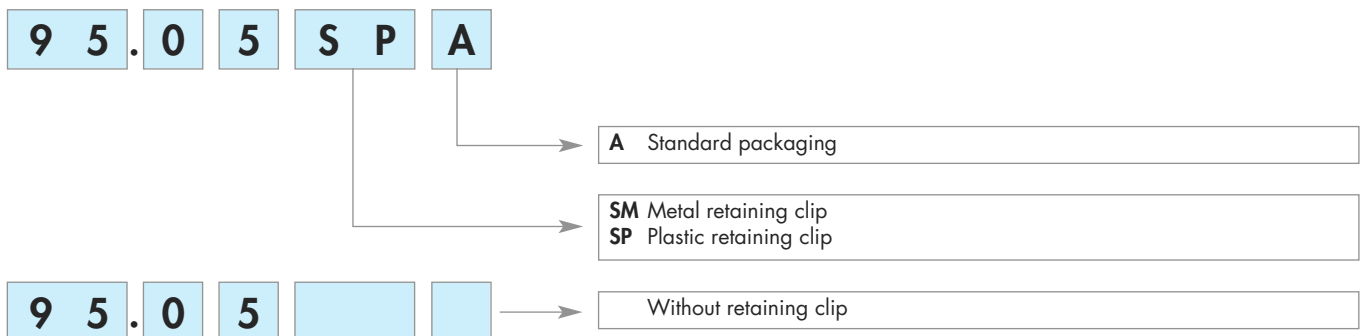 9 5.0 5 S P A
A Standard packaging
SM Metal retaining clip
SP Plastic retaining clip
9 5.0 5
Without retaining clip